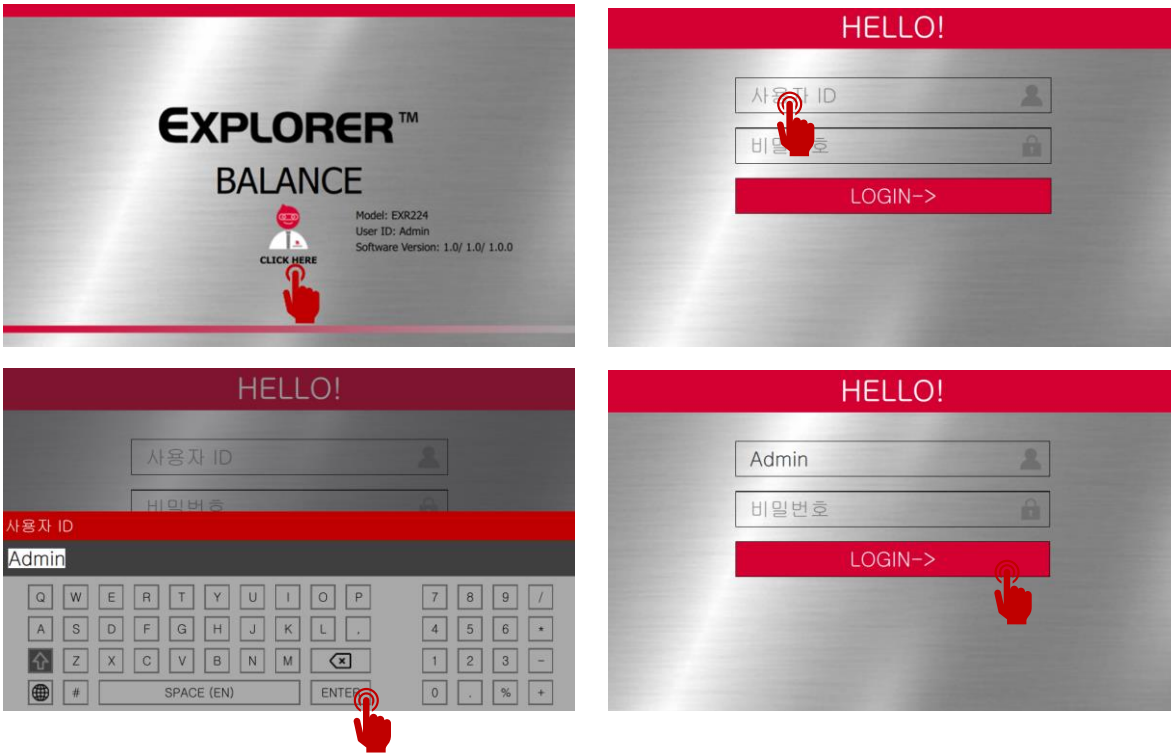 EXPLORER™
BALANCE
CLICK HERE
Model: EXR224
User ID: Admin
Software Version: 1.0/ 1.0/ 1.0.0
HELLO!
사용자 ID
비밀번호
LOGIN->
HELLO!
사용자 ID
비밀번호
사용자 ID
Admin
Q W E R T Y U I O P 7 8 9 /
A S D F G H J K L , 4 5 6 *
Z X C V B N M 1 2 3 -
# SPACE (EN) ENTER 0 . % +
HELLO!
Admin
비밀번호
LOGIN->